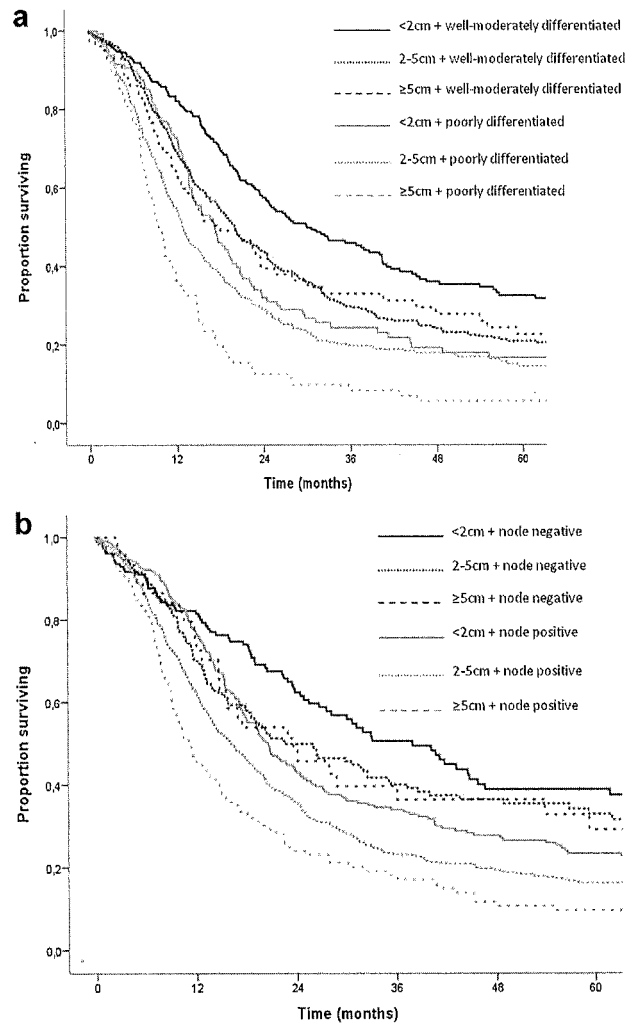 a
<2cm + well-moderately differentiated
2-5cm + well-moderately differentiated
≥5cm + well-moderately differentiated
<2cm + poorly differentiated
2-5cm + poorly differentiated
≥5cm + poorly differentiated
Proportion surviving
1,0
0,8
0,6
0,4
0,2
0,0
0 12 24 36 48 60
Time (months)
b
<2cm + node negative
2-5cm + node negative
≥5cm + node negative
<2cm + node positive
2-5cm + node positive
≥5cm + node positive
Proportion surviving
1,0
0,8
0,6
0,4
0,2
0,0
0 12 24 36 48 60
Time (months)